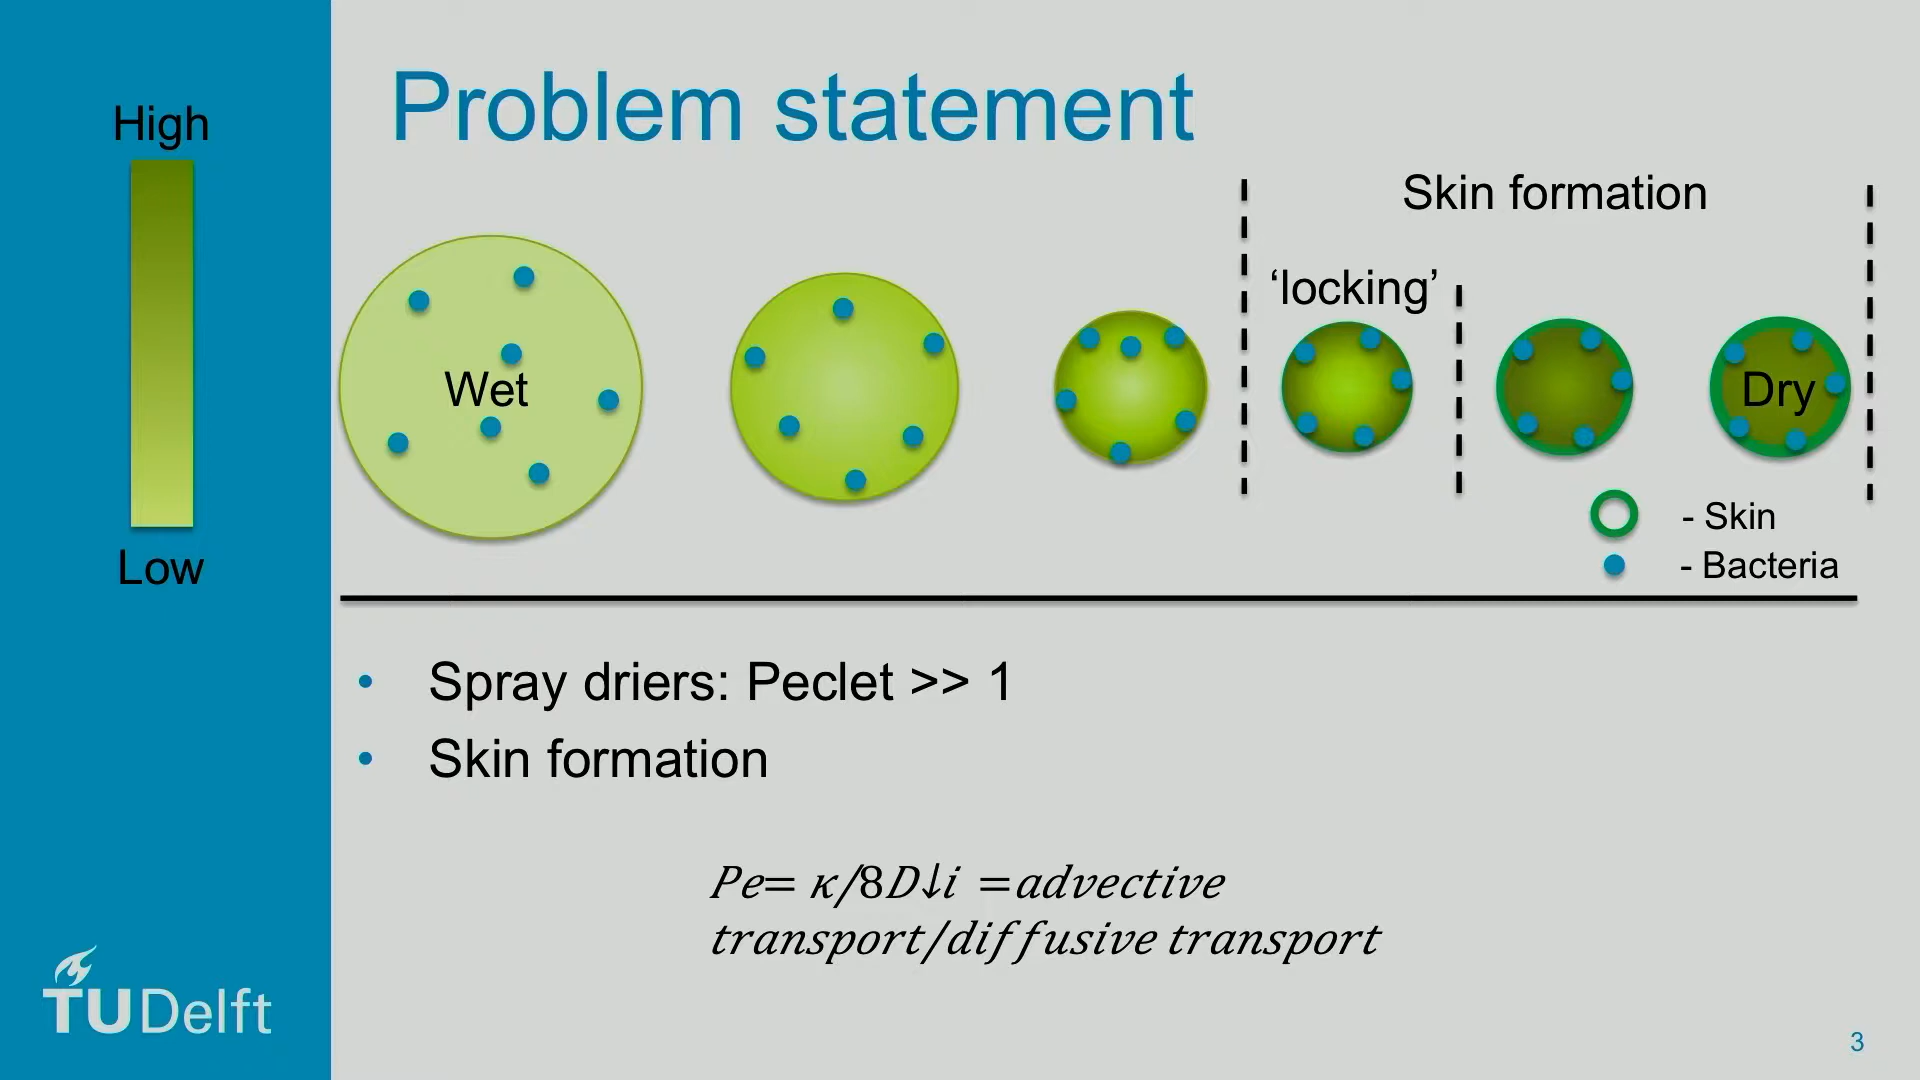 High
Low
Problem statement
Skin formation
‘locking’
Wet
Dry
- Skin
- Bacteria
• Spray driers: Peclet >> 1
• Skin formation
Pe= κ/8D↓i =advective
transport/diffusive transport
TUDelft
3